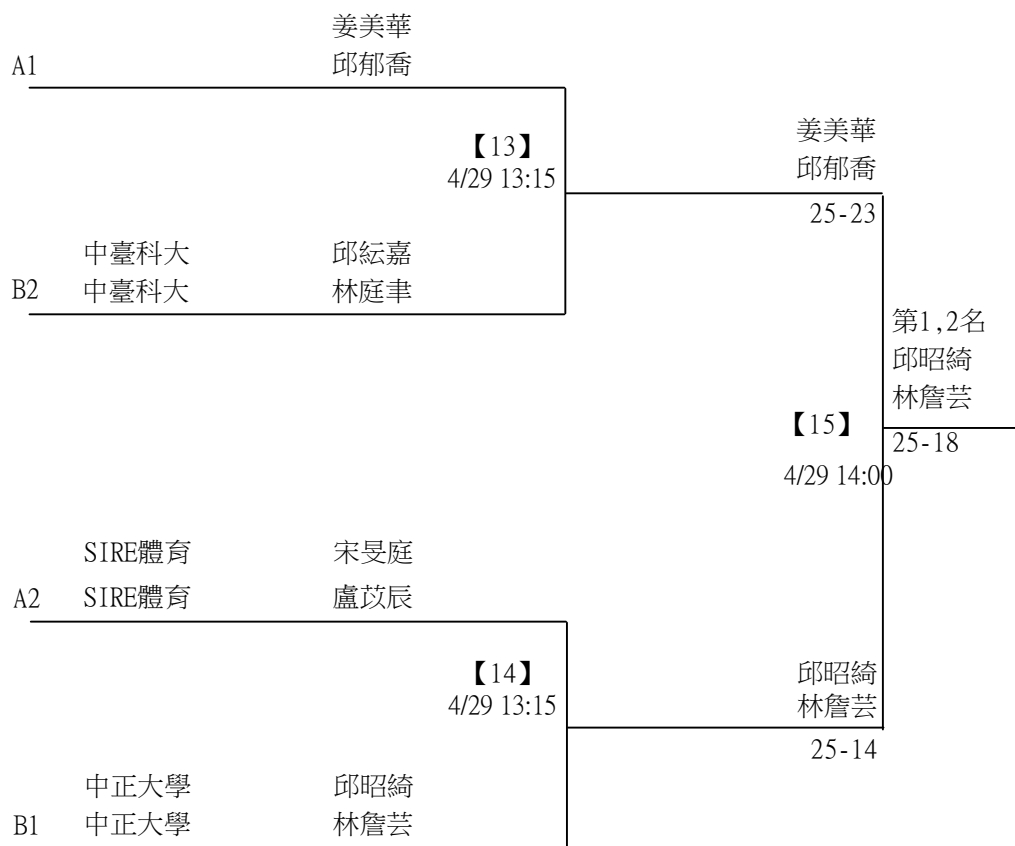 姜美華
A1 邱郁喬
【13】
4/29 13:15
姜美華
邱郁喬
25-23
中臺科大 邱紜嘉
B2 中臺科大 林庭聿
第1,2名
邱昭綺
林詹芸
【15】
25-18
4/29 14:00
SIRE體育 宋旻庭
A2 SIRE體育 盧苡辰
【14】
4/29 13:15
邱昭綺
林詹芸
25-14
中正大學 邱昭綺
B1 中正大學 林詹芸